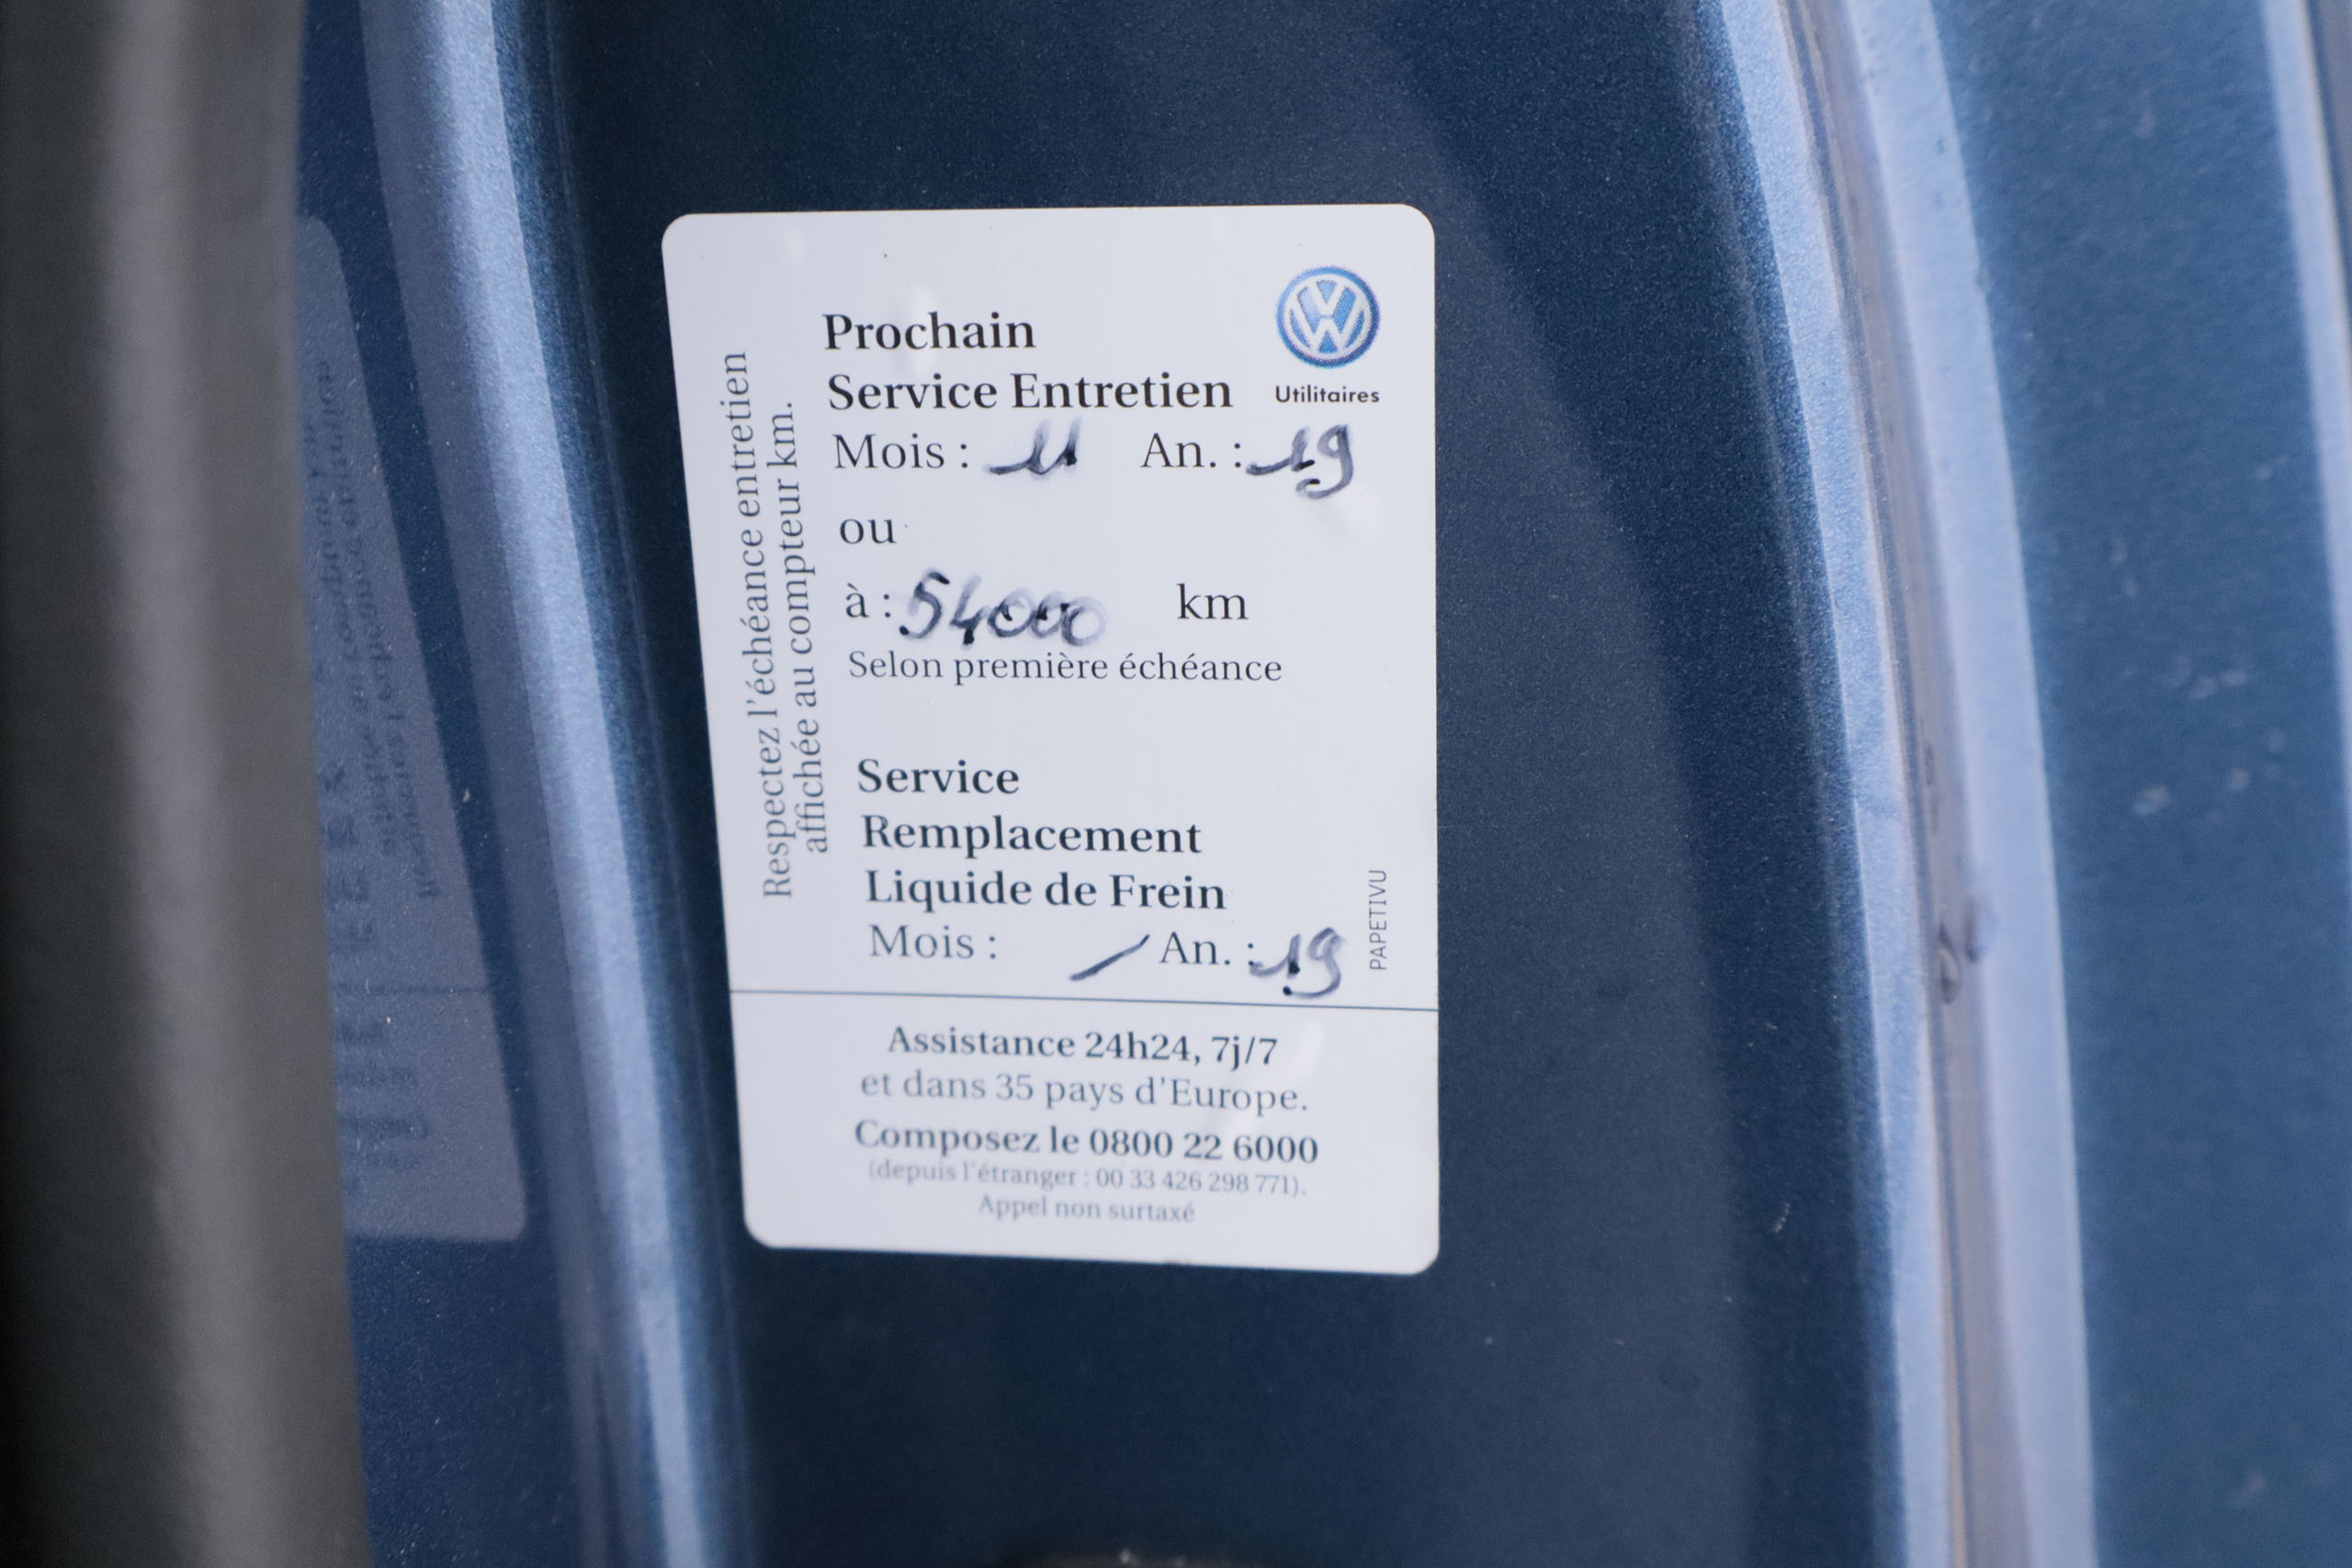 Prochain
Service Entretien
Utilitaires
Mois : 11 An. : 19
ou
à : 54000 km
Selon première échéance
Respectez l'échéance entretien
affichée au compteur km.
Service
Remplacement
Liquide de Frein
Mois : / An. : 19
PAPETIVU
Assistance 24h24, 7j/7
et dans 35 pays d'Europe.
Composez le 0800 22 6000
(depuis l'étranger : 00 33 426 298 771).
Appel non surtaxé